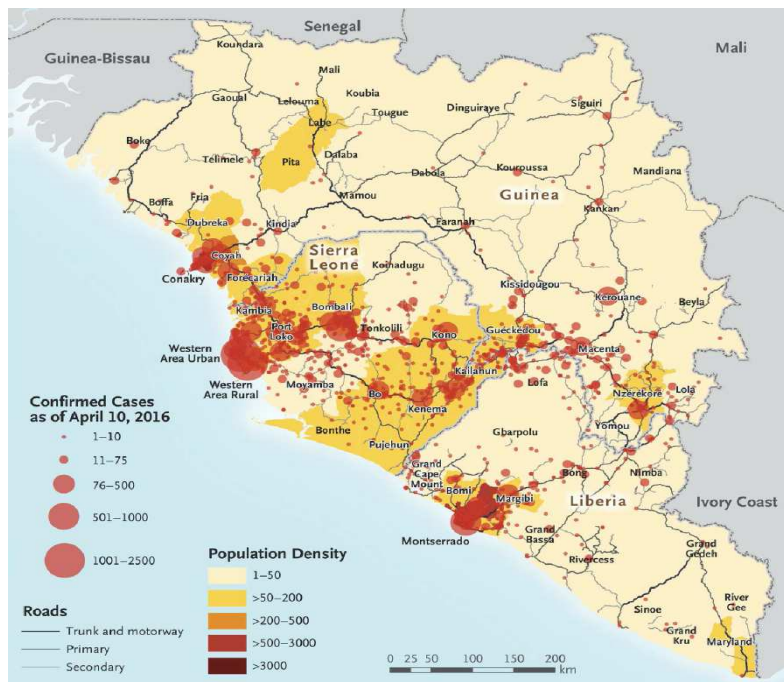 Senegal
Guinea-Bissau
Mali
Koundara
Mali
Gaoual
Lelouma
Koubia
Labe
Tougue
Dinguiraye
Siguiri
Boke
Telimele
Pita
Dalaba
Dabola
Kouroussa
Mandiana
Guinea
Boffa
Fria
Mamou
Kankan
Dubreka
Kindia
Faranah
Coyah
Sierra
Leone
Conakry
Forecariah
Koinadugu
Kissidougou
Kerouane
Beyla
Kambia
Bombali
Port
Loko
Tonkolili
Kono
Gueckedou
Macenta
Western
Area Urban
Kailahun
Western
Area Rural
Moyamba
Lofa
Nzerekore
Lola
Bo
Kenema
Yomou
Bonthe
Gbarpolu
Pujehun
Grand
Cape
Mount
Bong
Nimba
Bomi
Margibi
Liberia
Ivory Coast
Montserrado
Grand
Bassa
Rivercess
Grand
Gedeh
River
Gee
Sinoe
Grand
Kru
Maryland
Confirmed Cases
as of April 10, 2016
1–10
11–75
76–500
501–1000
1001–2500
Population Density
1–50
>50–200
>200–500
>500–3000
>3000
Roads
Trunk and motorway
Primary
Secondary
0 25 50 100 150 200
km